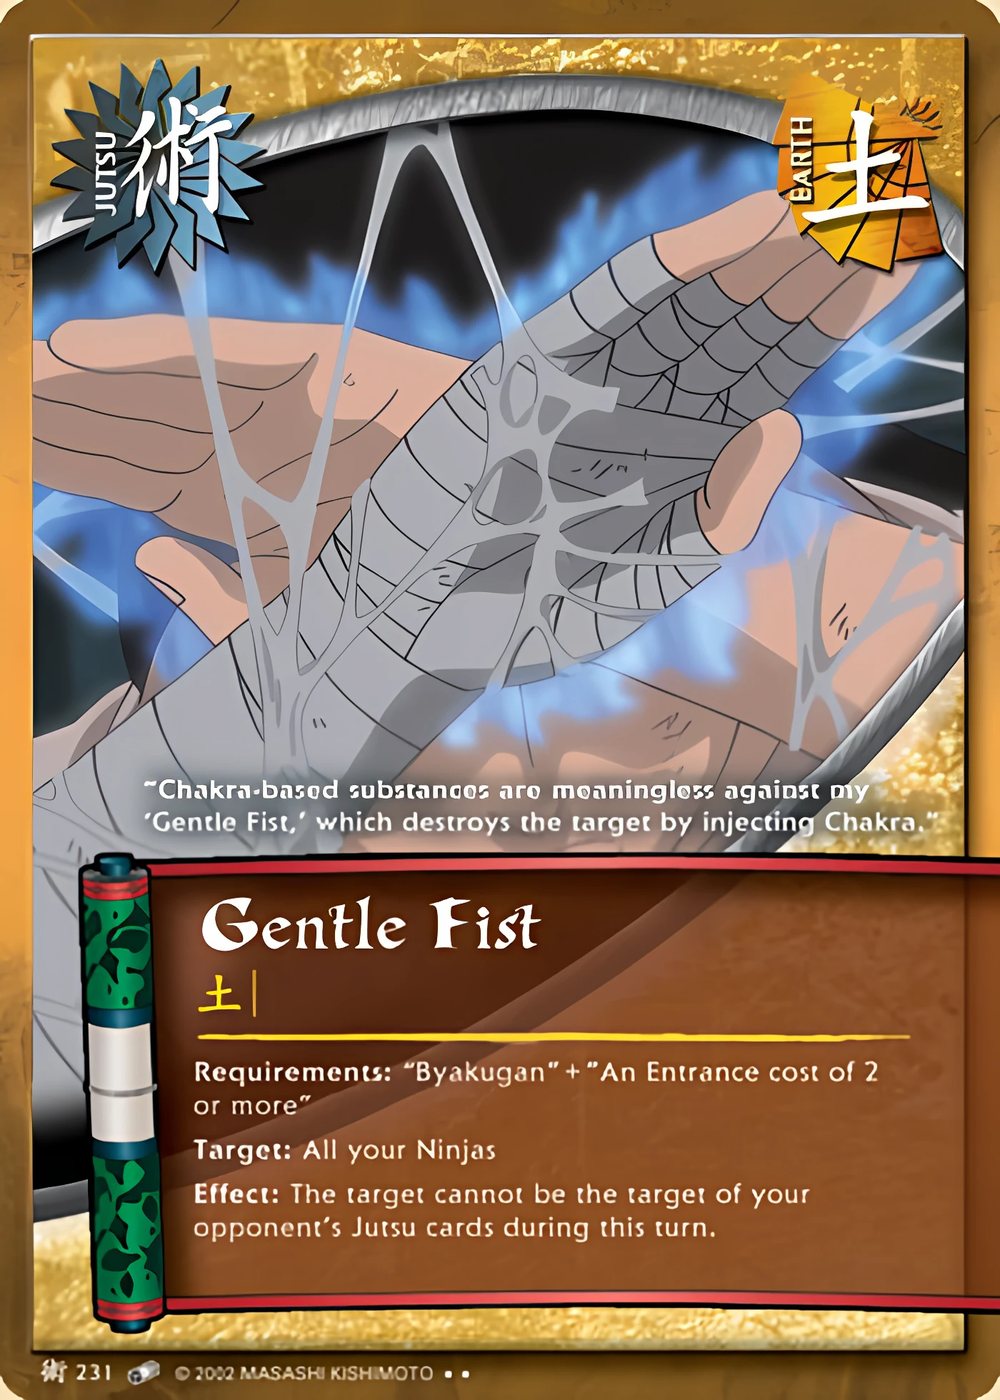 JUTSU
術
EARTH
土
"Chakra-based substances are meaningless against my
'Gentle Fist,' which destroys the target by injecting Chakra."
Gentle Fist
土
Requirements: "Byakugan" + "An Entrance cost of 2
or more"
Target: All your Ninjas
Effect: The target cannot be the target of your
opponent's Jutsu cards during this turn.
術 231 © 2002 MASASHI KISHIMOTO